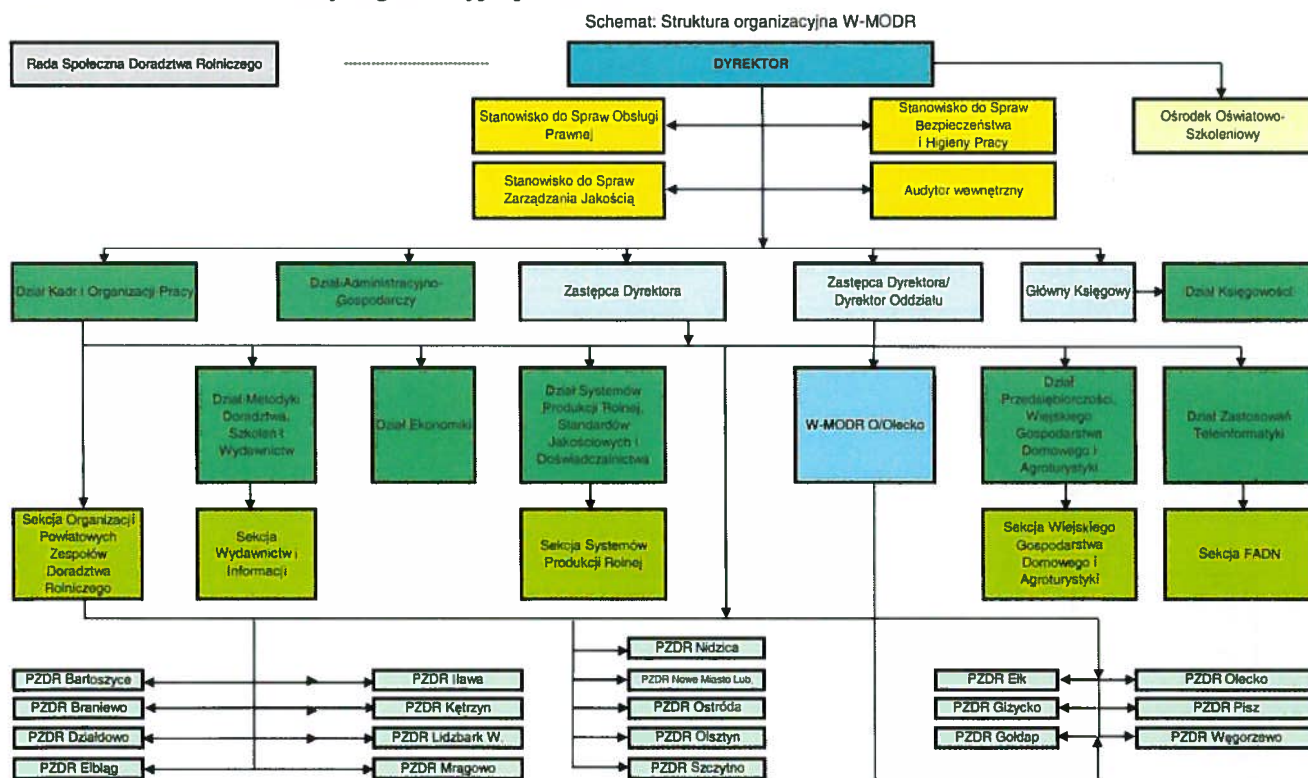 Schemat: Struktura organizacyjna W-MODR
Rada Społeczna Doradztwa Rolniczego
DYREKTOR
Stanowisko do Spraw Obsługi
Prawnej
Stanowisko do Spraw
Bezpieczeństwa
i Higieny Pracy
Ośrodek Oświatowo-
Szkoleniowy
Stanowisko do Spraw
Zarządzania Jakością
Audytor wewnętrzny
Dział Kadr i Organizacji Pracy
Dział Administracyjno-
Gospodarczy
Zastępca Dyrektora
Zastępca Dyrektora/
Dyrektor Oddziału
Główny Księgowy
Dział Księgowości
Dział Metodyki
Doradztwa,
Szkoleń i
Wydawnictw
Dział Ekonomiki
Dział Systemów
Produkcji Rolnej,
Standardów
Jakościowych i
Doświadczalnictwa
W-MODR O/Olecko
Dział
Przedsiębiorczości,
Wiejskiego
Gospodarstwa
Domowego i
Agroturystyki
Dział Zastosowań
Teleinformatyki
Sekcja Organizacji
Powiatowych
Zespołów
Doradztwa
Rolniczego
Sekcja
Wydawnictw i
Informacji
Sekcja Systemów
Produkcji Rolnej
Sekcja Wiejskiego
Gospodarstwa
Domowego i
Agroturystyki
Sekcja FADN
PZDR Bartoszyce
PZDR Braniewo
PZDR Działdowo
PZDR Elbląg
PZDR Iława
PZDR Kętrzyn
PZDR Lidzbark W.
PZDR Mrągowo
PZDR Nidzica
PZDR Nowe Miasto Lub.
PZDR Ostróda
PZDR Olsztyn
PZDR Szczytno
PZDR Ełk
PZDR Giżycko
PZDR Gołdap
PZDR Olecko
PZDR Pisz
PZDR Węgorzewo